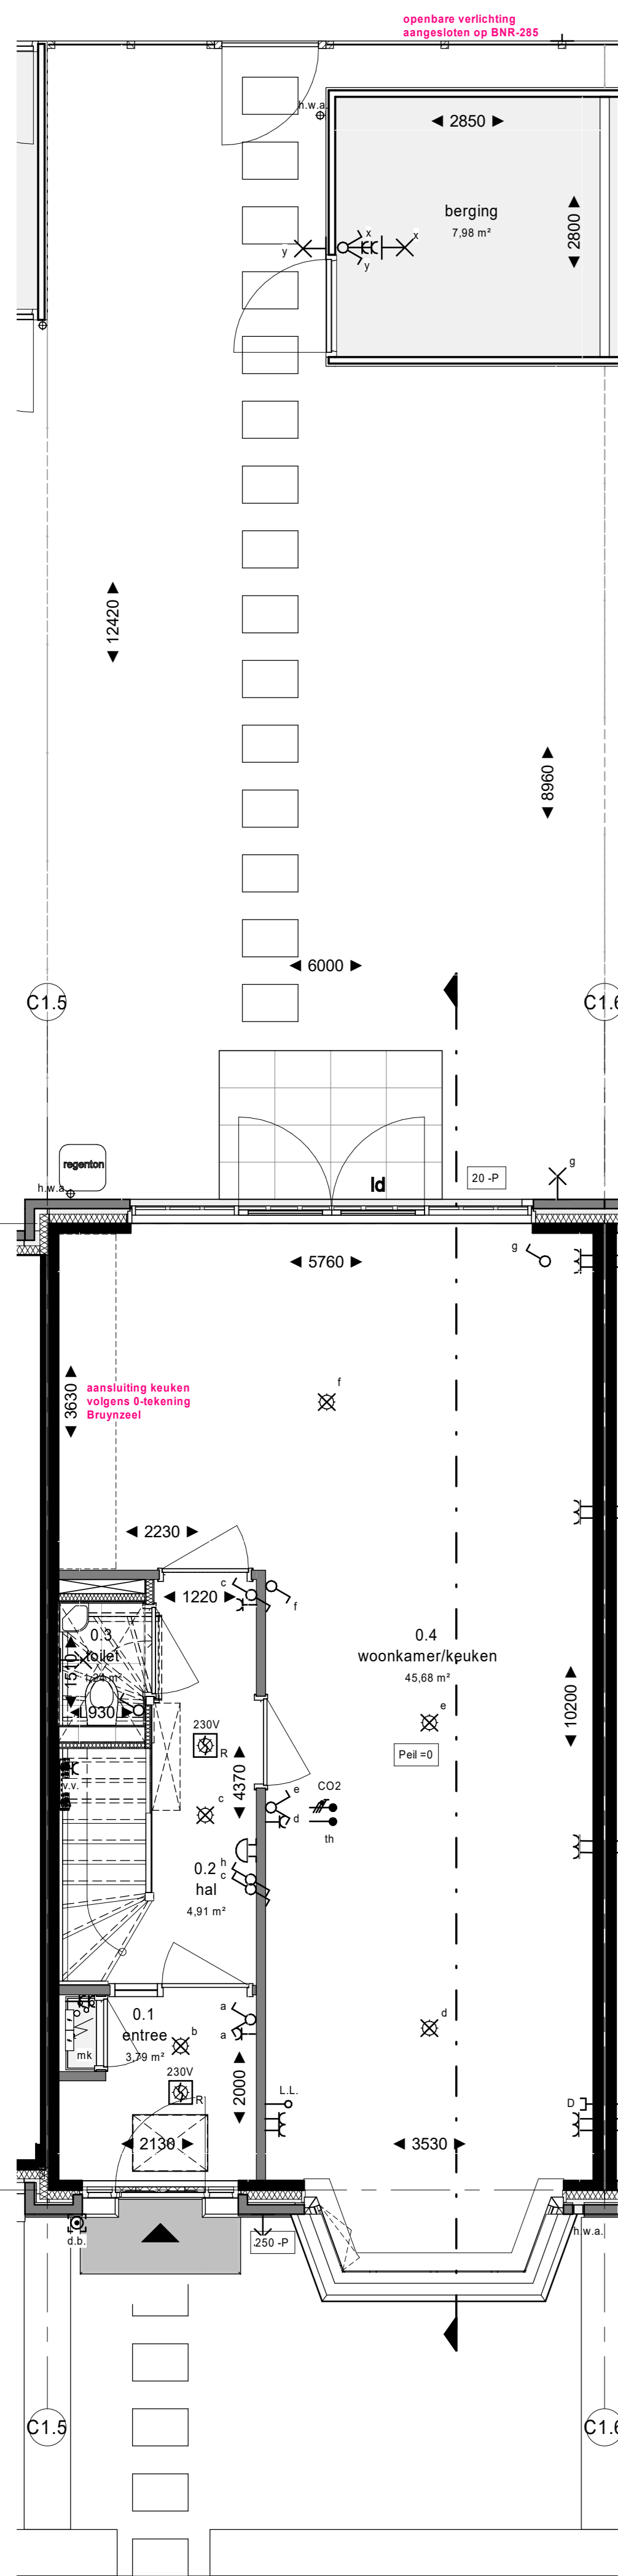 openbare verlichting
aangesloten op BNR-285
h.w.a.
2850
berging
7,98 m²
2800
x
x
y
y
12420
8960
6000
C1.5
C1.6
regenton
h.w.a.
ld
20 -P
g
g
5760
f
3630
aansluiting keuken
volgens 0-tekening
Bruynzeel
2230
c
1220
f
0.3
toilet
1510
930
0.4
woonkamer/keuken
45,68 m²
10200
e
230V
R
Peil =0
4370
v.v.
c
e
d
CO2
th
0.2
hal
4,91 m²
h
c
0.1
entree
3,79 m²
mk
b
a
a
d
230V
R
2000
L.L.
D
2130
3530
d.b.
250 -P
h.w.a.
C1.5
C1.6